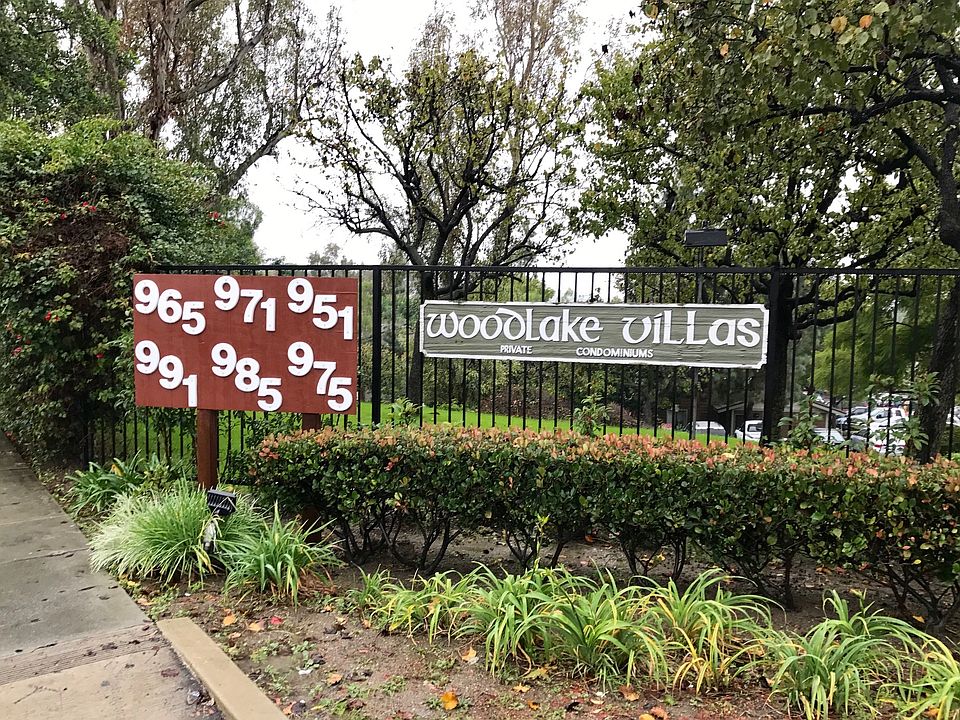 965 971 951
991 985 975
woodlake villas
PRIVATE CONDOMINIUMS